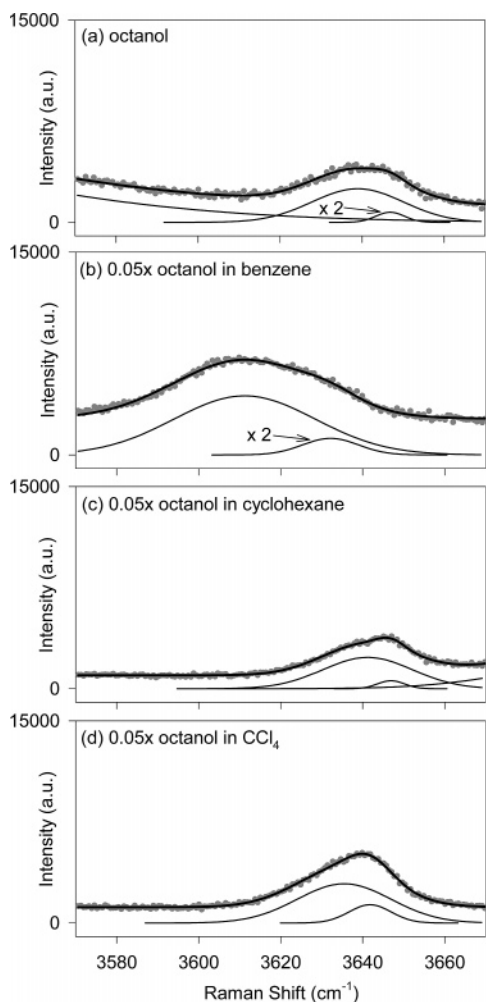 15000
(a) octanol
Intensity (a.u.)
x 2
0
15000
(b) 0.05x octanol in benzene
Intensity (a.u.)
x 2
0
15000
(c) 0.05x octanol in cyclohexane
Intensity (a.u.)
0
15000
(d) 0.05x octanol in CCl₄
Intensity (a.u.)
0
3580 3600 3620 3640 3660
Raman Shift (cm⁻¹)